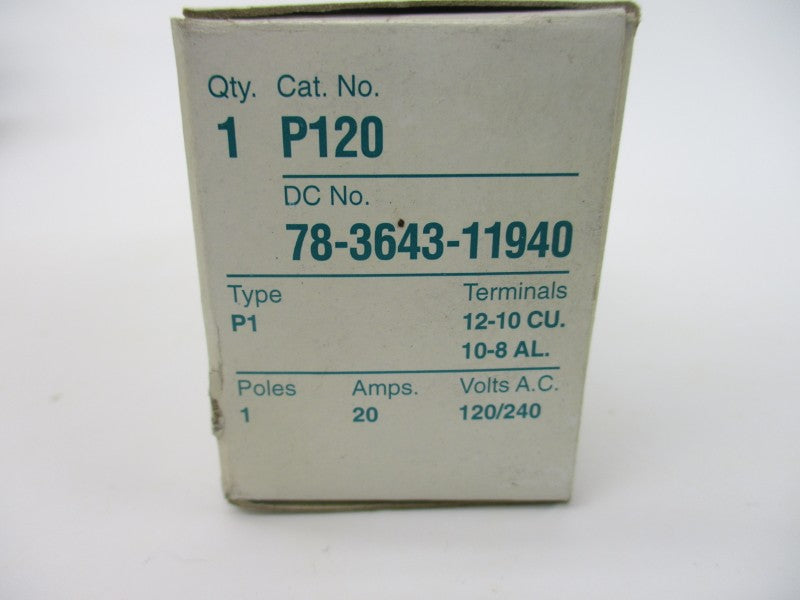 Qty. Cat. No.
1 P120
DC No.
78-3643-11940
Type Terminals
P1 12-10 CU.
10-8 AL.
Poles Amps. Volts A.C.
1 20 120/240